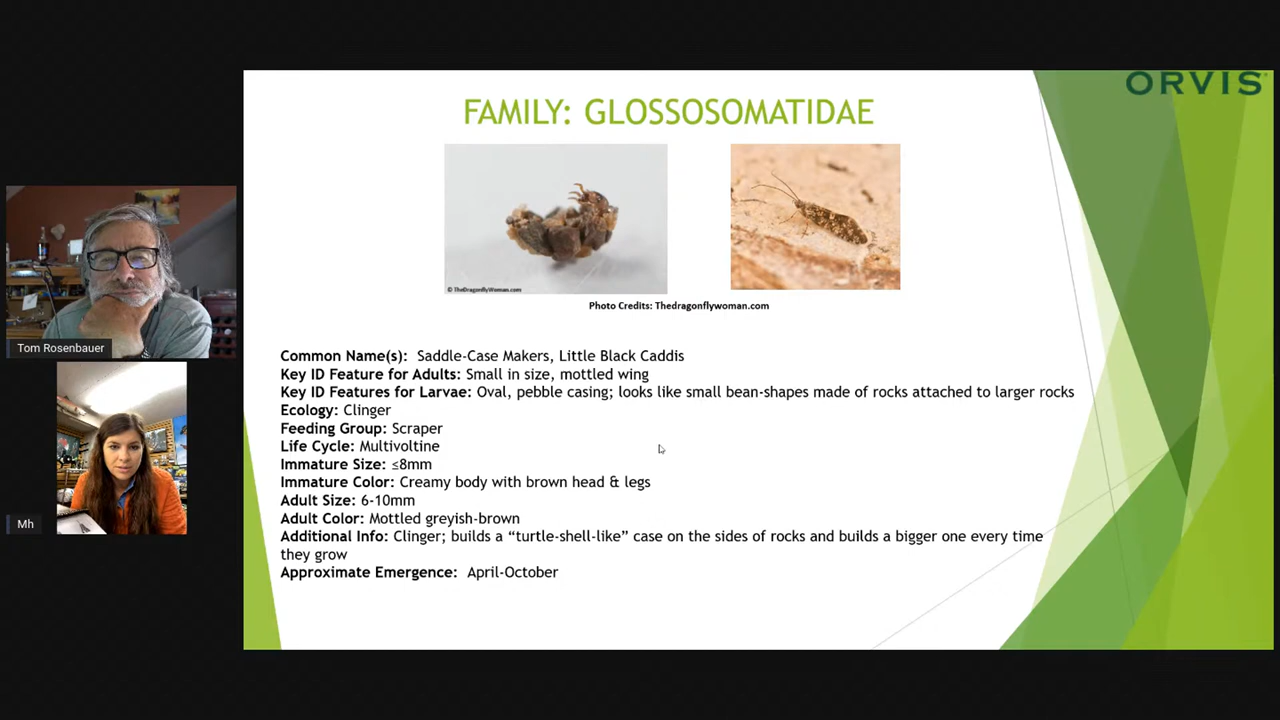 ORVIS
FAMILY: GLOSSOSOMATIDAE
© TheDragonflyWoman.com
Photo Credits: Thedragonflywoman.com
Tom Rosenbauer
Mh
Common Name(s): Saddle-Case Makers, Little Black Caddis
Key ID Feature for Adults: Small in size, mottled wing
Key ID Features for Larvae: Oval, pebble casing; looks like small bean-shapes made of rocks attached to larger rocks
Ecology: Clinger
Feeding Group: Scraper
Life Cycle: Multivoltine
Immature Size: ≤8mm
Immature Color: Creamy body with brown head & legs
Adult Size: 6-10mm
Adult Color: Mottled greyish-brown
Additional Info: Clinger; builds a “turtle-shell-like” case on the sides of rocks and builds a bigger one every time
they grow
Approximate Emergence: April-October